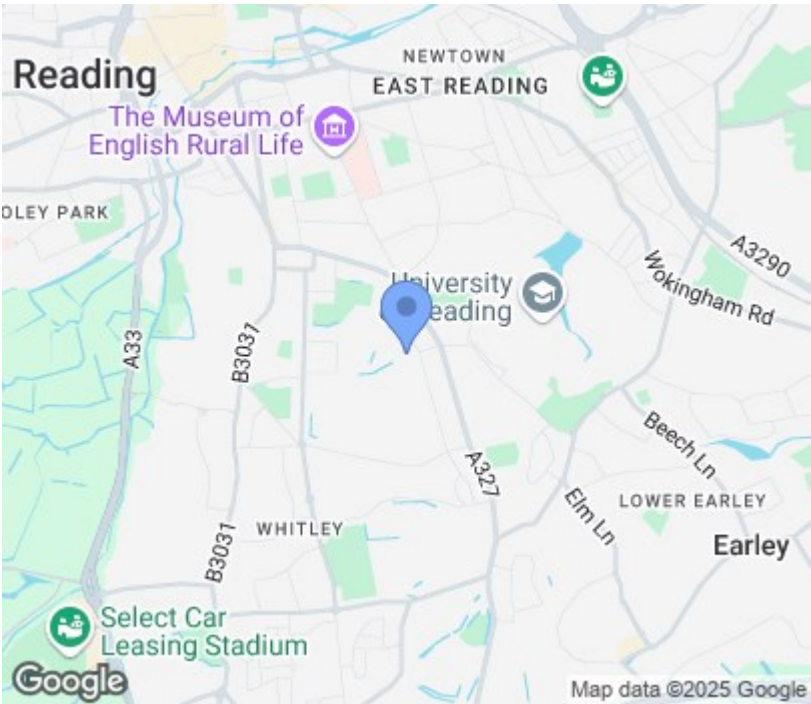 Reading
NEWTOWN
EAST READING
The Museum of
English Rural Life
OLEY PARK
A3290
University
eading
Wokingham Rd
A33
B3031
Beech Ln
A327
Elm Ln
LOWER EARLEY
WHITLEY
B3031
Earley
Select Car
Leasing Stadium
Google
Map data ©2025 Google